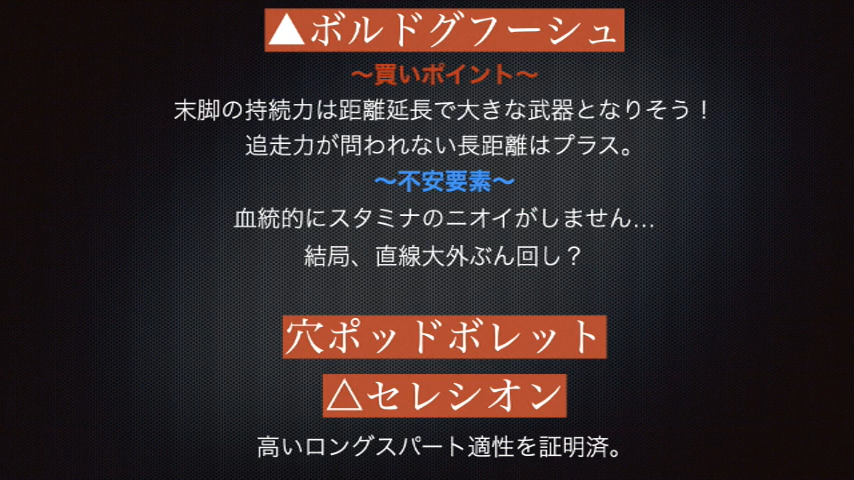 ▲ボルドグフーシュ
〜買いポイント〜
末脚の持続力は距離延長で大きな武器となりそう！
追走力が問われない長距離はプラス。
〜不安要素〜
血統的にスタミナのニオイがしません…
結局、直線大外ぶん回し？
穴ポッドボレット
△セレシオン
高いロングスパート適性を証明済。